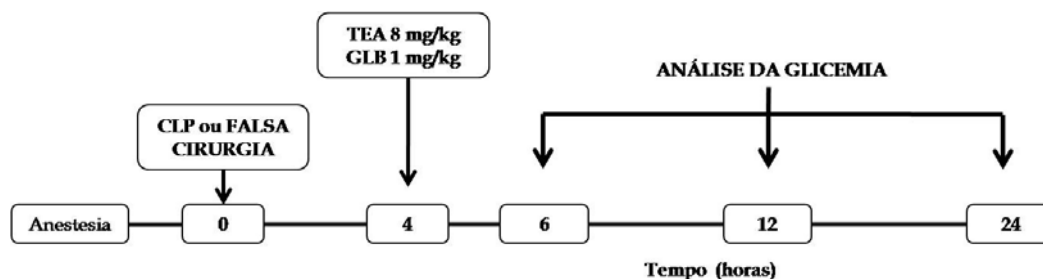 TEA 8 mg/kg
GLB 1 mg/kg
ANÁLISE DA GLICEMIA
CLP ou FALSA
CIRURGIA
Anestesia
0
4
6
12
24
Tempo (horas)